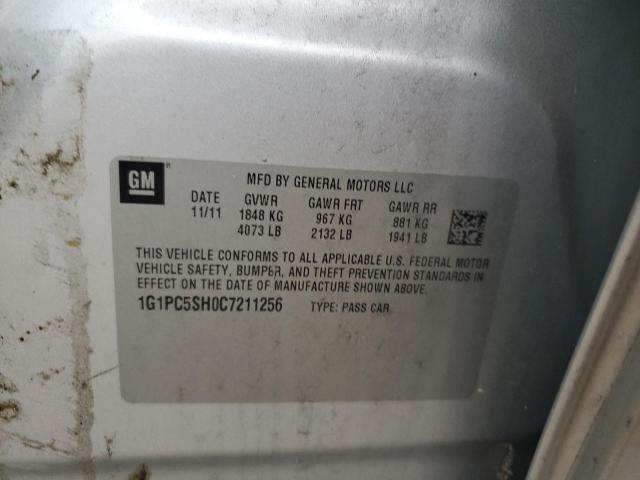 GM
MFD BY GENERAL MOTORS LLC
DATE GVWR GAWR FRT GAWR RR
11/11 1848 KG 967 KG 881 KG
4073 LB 2132 LB 1941 LB
THIS VEHICLE CONFORMS TO ALL APPLICABLE U.S. FEDERAL MOTOR
VEHICLE SAFETY, BUMPER, AND THEFT PREVENTION STANDARDS IN
EFFECT ON THE DATE OF MANUFACTURE SHOWN ABOVE.
1G1PC5SH0C7211256 TYPE: PASS CAR